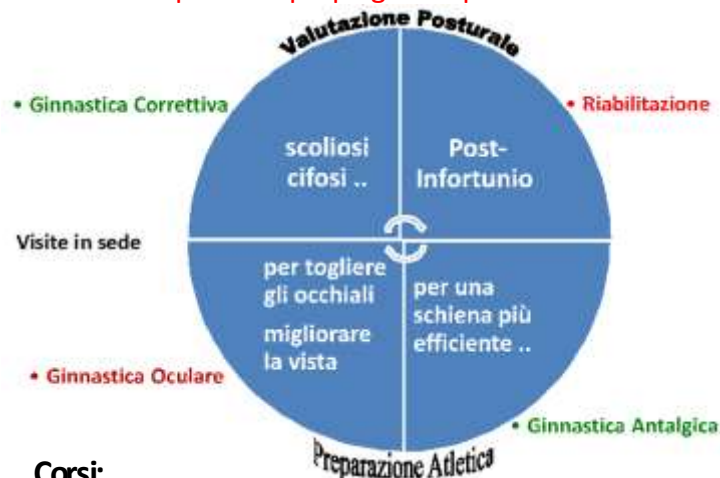 Valutazione Posturale
• Ginnastica Correttiva
• Riabilitazione
scoliosi
cifosi ..
Post-
Infortunio
Visite in sede
per togliere
gli occhiali
migliorare
la vista
per una
schiena più
efficiente ..
• Ginnastica Oculare
• Ginnastica Antalgica
Preparazione Atletica
Corsi: